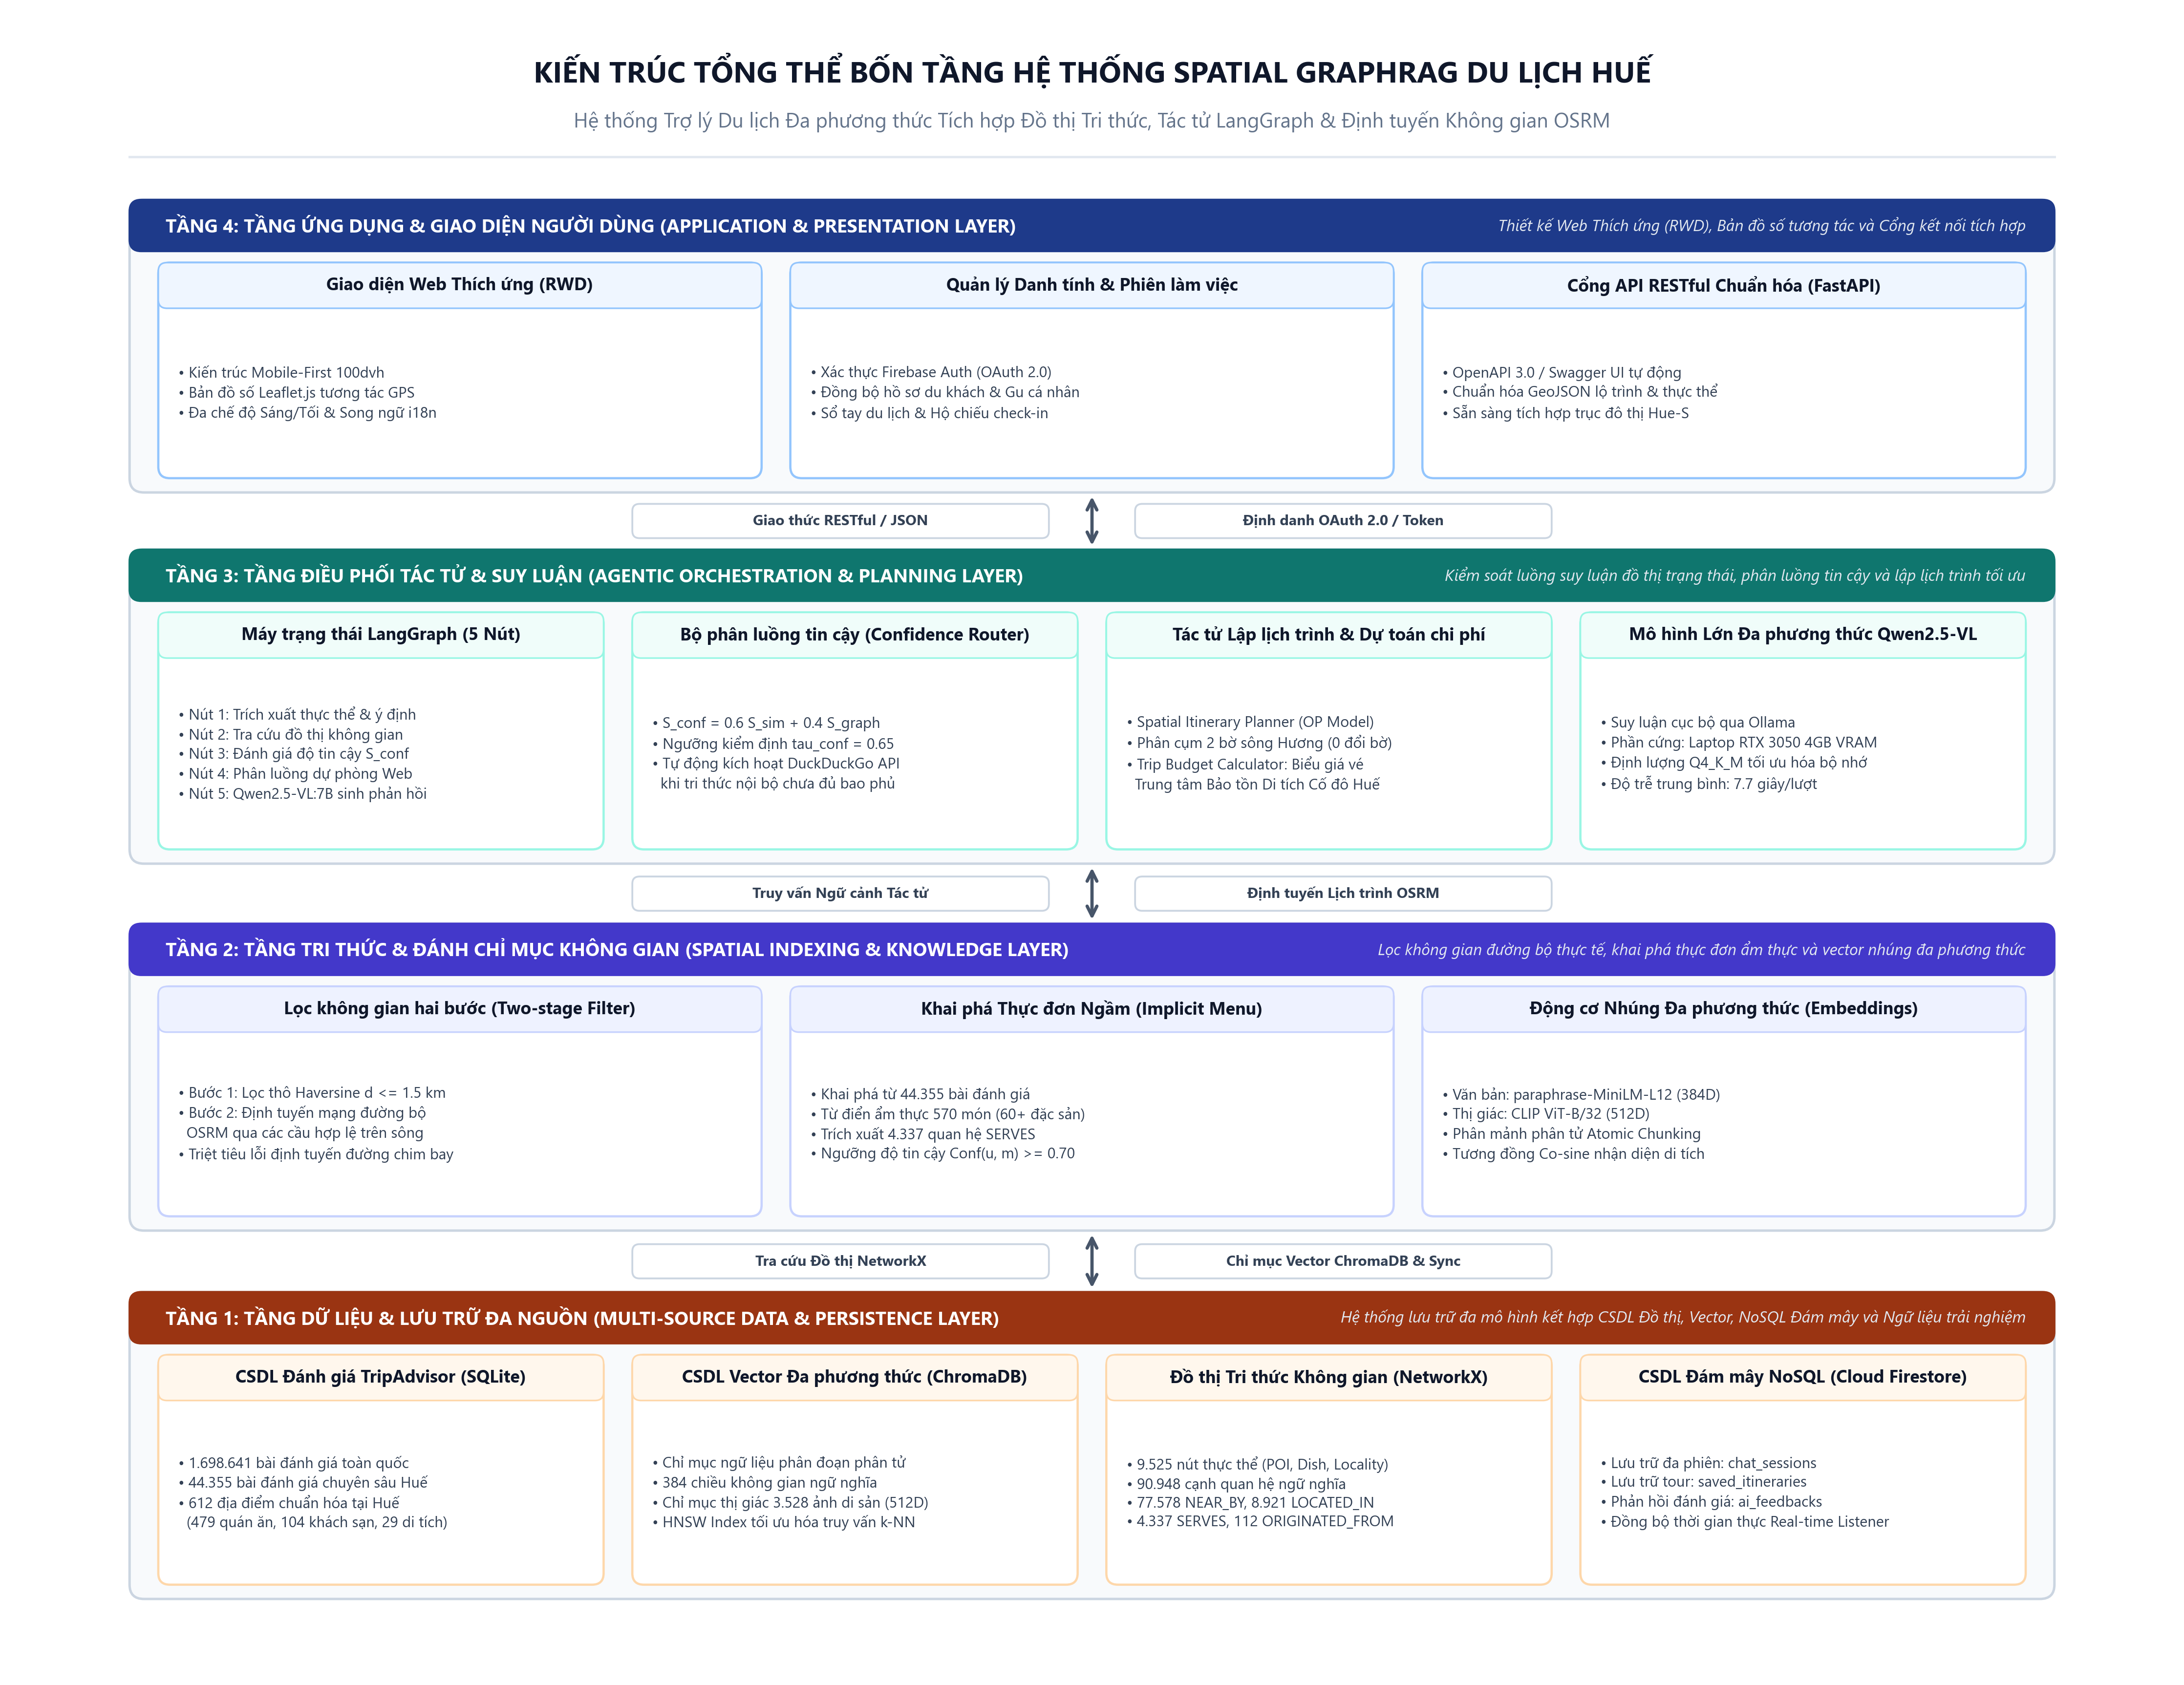 KIẾN TRÚC TỔNG THỂ BỐN TẦNG HỆ THỐNG SPATIAL GRAPHRAG DU LỊCH HUẾ
Hệ thống Trợ lý Du lịch Đa phương thức Tích hợp Đồ thị Tri thức, Tác tử LangGraph & Định tuyến Không gian OSRM
TẦNG 4: TẦNG ỨNG DỤNG & GIAO DIỆN NGƯỜI DÙNG (APPLICATION & PRESENTATION LAYER)
Thiết kế Web Thích ứng (RWD), Bản đồ số tương tác và Cổng kết nối tích hợp
Giao diện Web Thích ứng (RWD)
• Kiến trúc Mobile-First 100dvh
• Bản đồ số Leaflet.js tương tác GPS
• Đa chế độ Sáng/Tối & Song ngữ i18n
Quản lý Danh tính & Phiên làm việc
• Xác thực Firebase Auth (OAuth 2.0)
• Đồng bộ hồ sơ du khách & Gu cá nhân
• Sổ tay du lịch & Hộ chiếu check-in
Cổng API RESTful Chuẩn hóa (FastAPI)
• OpenAPI 3.0 / Swagger UI tự động
• Chuẩn hóa GeoJSON lộ trình & thực thể
• Sẵn sàng tích hợp trục đô thị Hue-S
Giao thức RESTful / JSON
Định danh OAuth 2.0 / Token
TẦNG 3: TẦNG ĐIỀU PHỐI TÁC TỬ & SUY LUẬN (AGENTIC ORCHESTRATION & PLANNING LAYER)
Kiểm soát luồng suy luận đồ thị trạng thái, phân luồng tin cậy và lập lịch trình tối ưu
Máy trạng thái LangGraph (5 Nút)
• Nút 1: Trích xuất thực thể & ý định
• Nút 2: Tra cứu đồ thị không gian
• Nút 3: Đánh giá độ tin cậy S_conf
• Nút 4: Phân luồng dự phòng Web
• Nút 5: Qwen2.5-VL:7B sinh phản hồi
Bộ phân luồng tin cậy (Confidence Router)
• S_conf = 0.6 S_sim + 0.4 S_graph
• Ngưỡng kiểm định tau_conf = 0.65
• Tự động kích hoạt DuckDuckGo API
khi tri thức nội bộ chưa đủ bao phủ
Tác tử Lập lịch trình & Dự toán chi phí
• Spatial Itinerary Planner (OP Model)
• Phân cụm 2 bờ sông Hương (0 đổi bờ)
• Trip Budget Calculator: Biểu giá vé
Trung tâm Bảo tồn Di tích Cố đô Huế
Mô hình Lớn Đa phương thức Qwen2.5-VL
• Suy luận cục bộ qua Ollama
• Phần cứng: Laptop RTX 3050 4GB VRAM
• Định lượng Q4_K_M tối ưu hóa bộ nhớ
• Độ trễ trung bình: 7.7 giây/lượt
Truy vấn Ngữ cảnh Tác tử
Định tuyến Lịch trình OSRM
TẦNG 2: TẦNG TRI THỨC & ĐÁNH CHỈ MỤC KHÔNG GIAN (SPATIAL INDEXING & KNOWLEDGE LAYER)
Lọc không gian đường bộ thực tế, khai phá thực đơn ẩm thực và vector nhúng đa phương thức
Lọc không gian hai bước (Two-stage Filter)
• Bước 1: Lọc thô Haversine d <= 1.5 km
• Bước 2: Định tuyến mạng đường bộ
OSRM qua các cầu hợp lệ trên sông
• Triệt tiêu lỗi định tuyến đường chim bay
Khai phá Thực đơn Ngầm (Implicit Menu)
• Khai phá từ 44.355 bài đánh giá
• Từ điển ẩm thực 570 món (60+ đặc sản)
• Trích xuất 4.337 quan hệ SERVES
• Ngưỡng độ tin cậy Conf(u, m) >= 0.70
Động cơ Nhúng Đa phương thức (Embeddings)
• Văn bản: paraphrase-MiniLM-L12 (384D)
• Thị giác: CLIP ViT-B/32 (512D)
• Phân mảnh phân tử Atomic Chunking
• Tương đồng Co-sine nhận diện di tích
Tra cứu Đồ thị NetworkX
Chỉ mục Vector ChromaDB & Sync
TẦNG 1: TẦNG DỮ LIỆU & LƯU TRỮ ĐA NGUỒN (MULTI-SOURCE DATA & PERSISTENCE LAYER)
Hệ thống lưu trữ đa mô hình kết hợp CSDL Đồ thị, Vector, NoSQL Đám mây và Ngữ liệu trải nghiệm
CSDL Đánh giá TripAdvisor (SQLite)
• 1.698.641 bài đánh giá toàn quốc
• 44.355 bài đánh giá chuyên sâu Huế
• 612 địa điểm chuẩn hóa tại Huế
(479 quán ăn, 104 khách sạn, 29 di tích)
CSDL Vector Đa phương thức (ChromaDB)
• Chỉ mục ngữ liệu phân đoạn phân tử
• 384 chiều không gian ngữ nghĩa
• Chỉ mục thị giác 3.528 ảnh di sản (512D)
• HNSW Index tối ưu hóa truy vấn k-NN
Đồ thị Tri thức Không gian (NetworkX)
• 9.525 nút thực thể (POI, Dish, Locality)
• 90.948 cạnh quan hệ ngữ nghĩa
• 77.578 NEAR_BY, 8.921 LOCATED_IN
• 4.337 SERVES, 112 ORIGINATED_FROM
CSDL Đám mây NoSQL (Cloud Firestore)
• Lưu trữ đa phiên: chat_sessions
• Lưu trữ tour: saved_itineraries
• Phản hồi đánh giá: ai_feedbacks
• Đồng bộ thời gian thực Real-time Listener